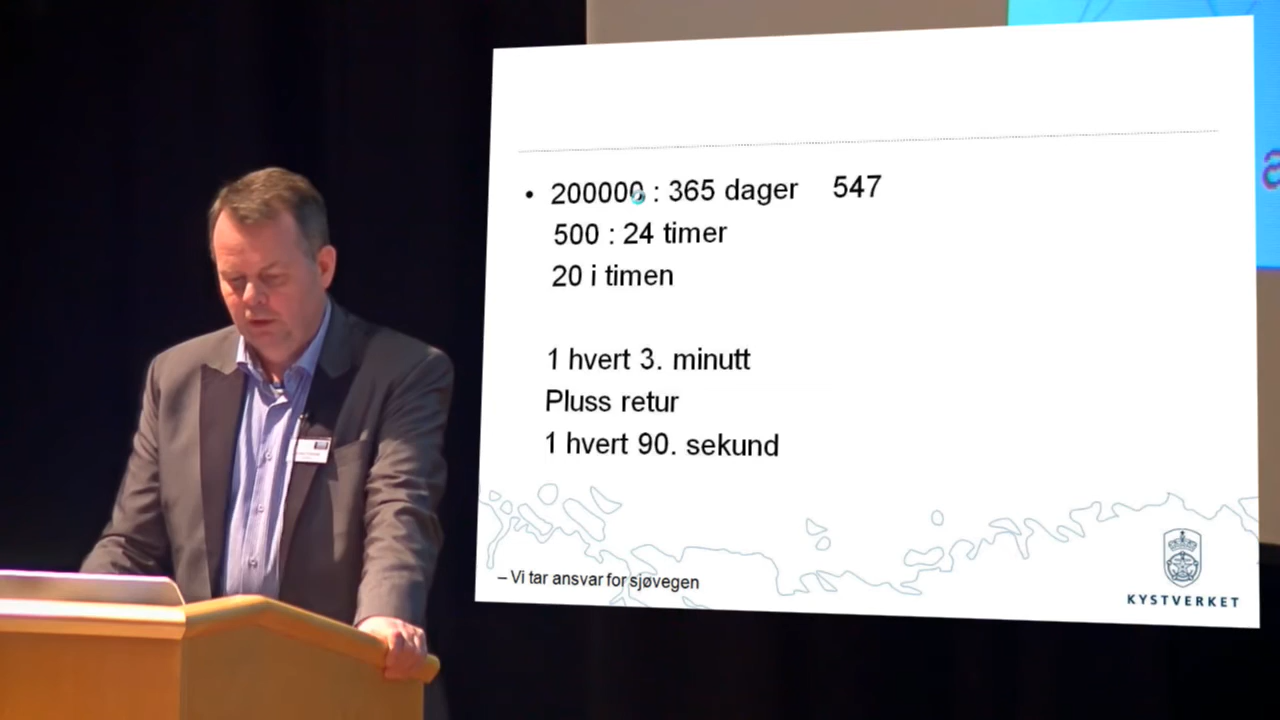 • 200000 : 365 dager 547
500 : 24 timer
20 i timen
1 hvert 3. minutt
Pluss retur
1 hvert 90. sekund
– Vi tar ansvar for sjøvegen
KYSTVERKET